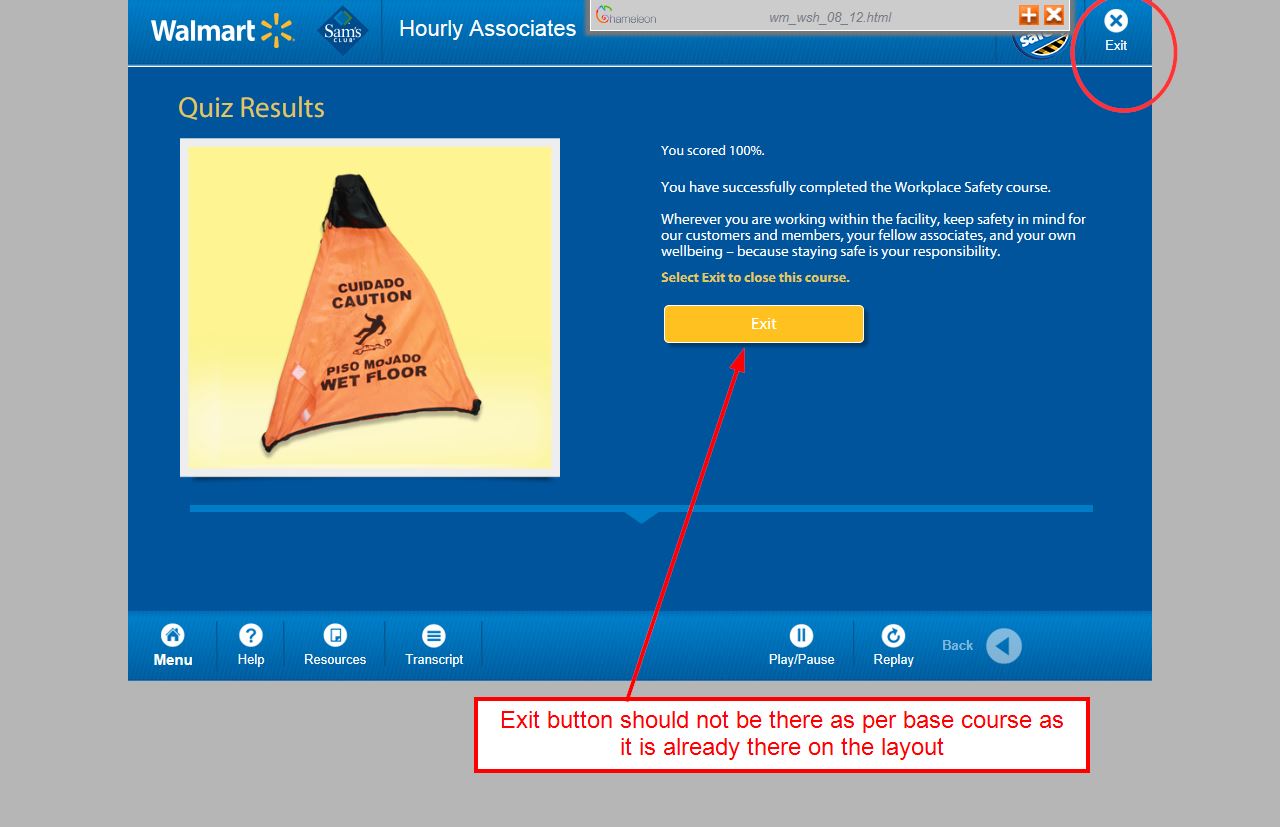 Walmart
Sam's
CLUB
Hourly Associates
Chameleon
wm_wsh_08_12.html
safe
Exit
Quiz Results
CUIDADO
CAUTION
PISO MOJADO
WET FLOOR
You scored 100%.
You have successfully completed the Workplace Safety course.
Wherever you are working within the facility, keep safety in mind for
our customers and members, your fellow associates, and your own
wellbeing – because staying safe is your responsibility.
Select Exit to close this course.
Exit
Menu
Help
Resources
Transcript
Play/Pause
Replay
Back
Exit button should not be there as per base course as
it is already there on the layout